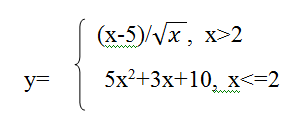 (x-5)/√x, x>2
y=
5x²+3x+10, x<=2